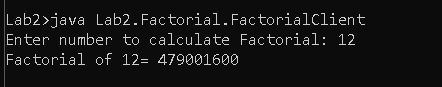 Lab2>java Lab2.Factorial.FactorialClient
Enter number to calculate Factorial: 12
Factorial of 12= 479001600